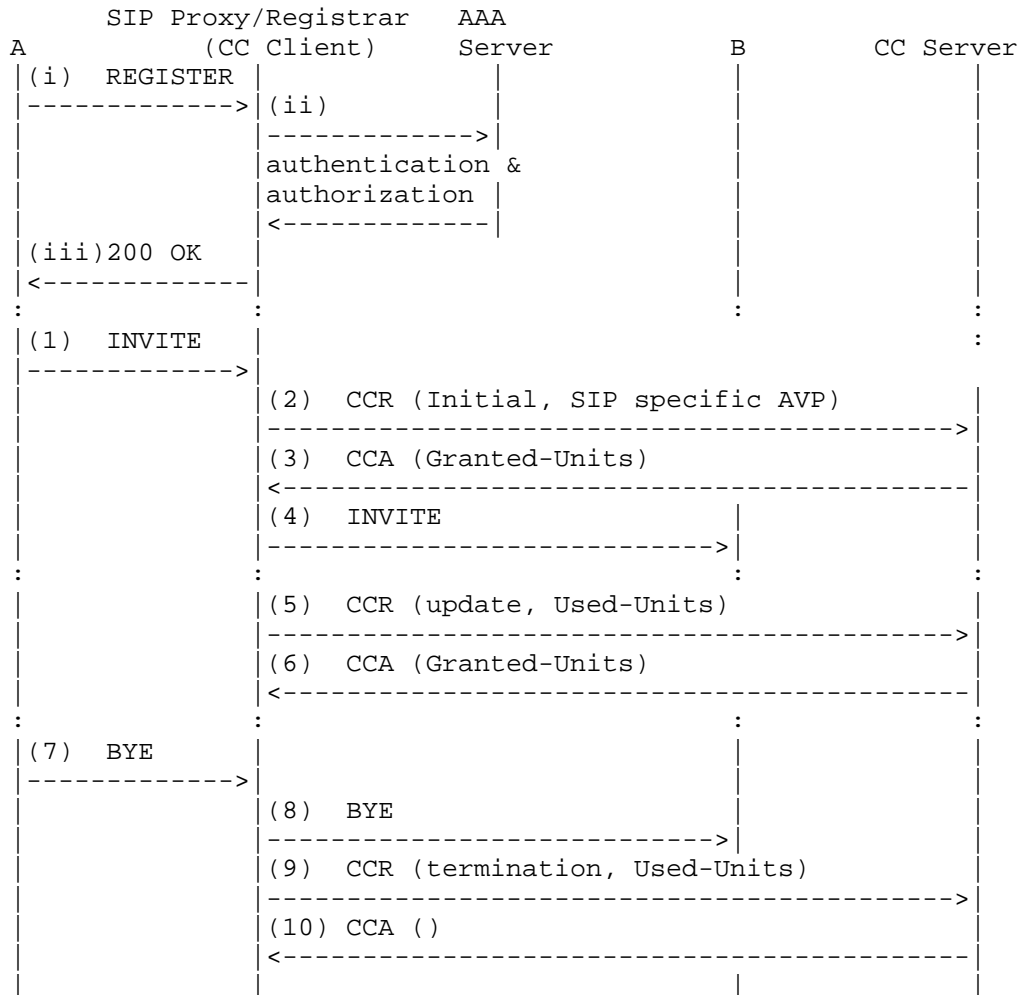 SIP Proxy/Registrar AAA
A (CC Client) Server B CC Server
(i) REGISTER
(ii)
authentication &
authorization
(iii)200 OK
(1) INVITE
(2) CCR (Initial, SIP specific AVP)
(3) CCA (Granted-Units)
(4) INVITE
(5) CCR (update, Used-Units)
(6) CCA (Granted-Units)
(7) BYE
(8) BYE
(9) CCR (termination, Used-Units)
(10) CCA ()